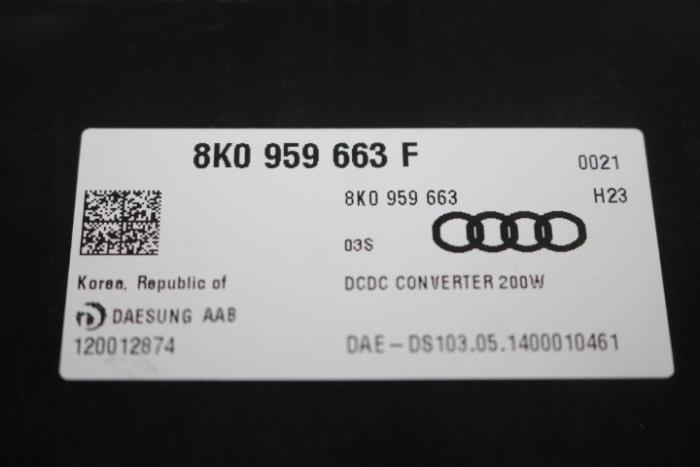 8K0 959 663 F
0021
8K0 959 663
H23
03S
Korea, Republic of
DCDC CONVERTER 200W
DAESUNG AAB
120012874
DAE-DS103.05.1400010461